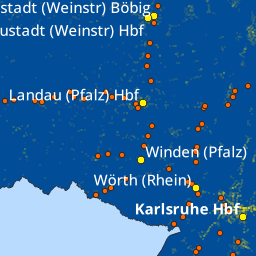 stadt (Weinstr) Böbig
ustadt (Weinstr) Hbf
Landau (Pfalz) Hbf
Winden (Pfalz)
Wörth (Rhein)
Karlsruhe Hbf